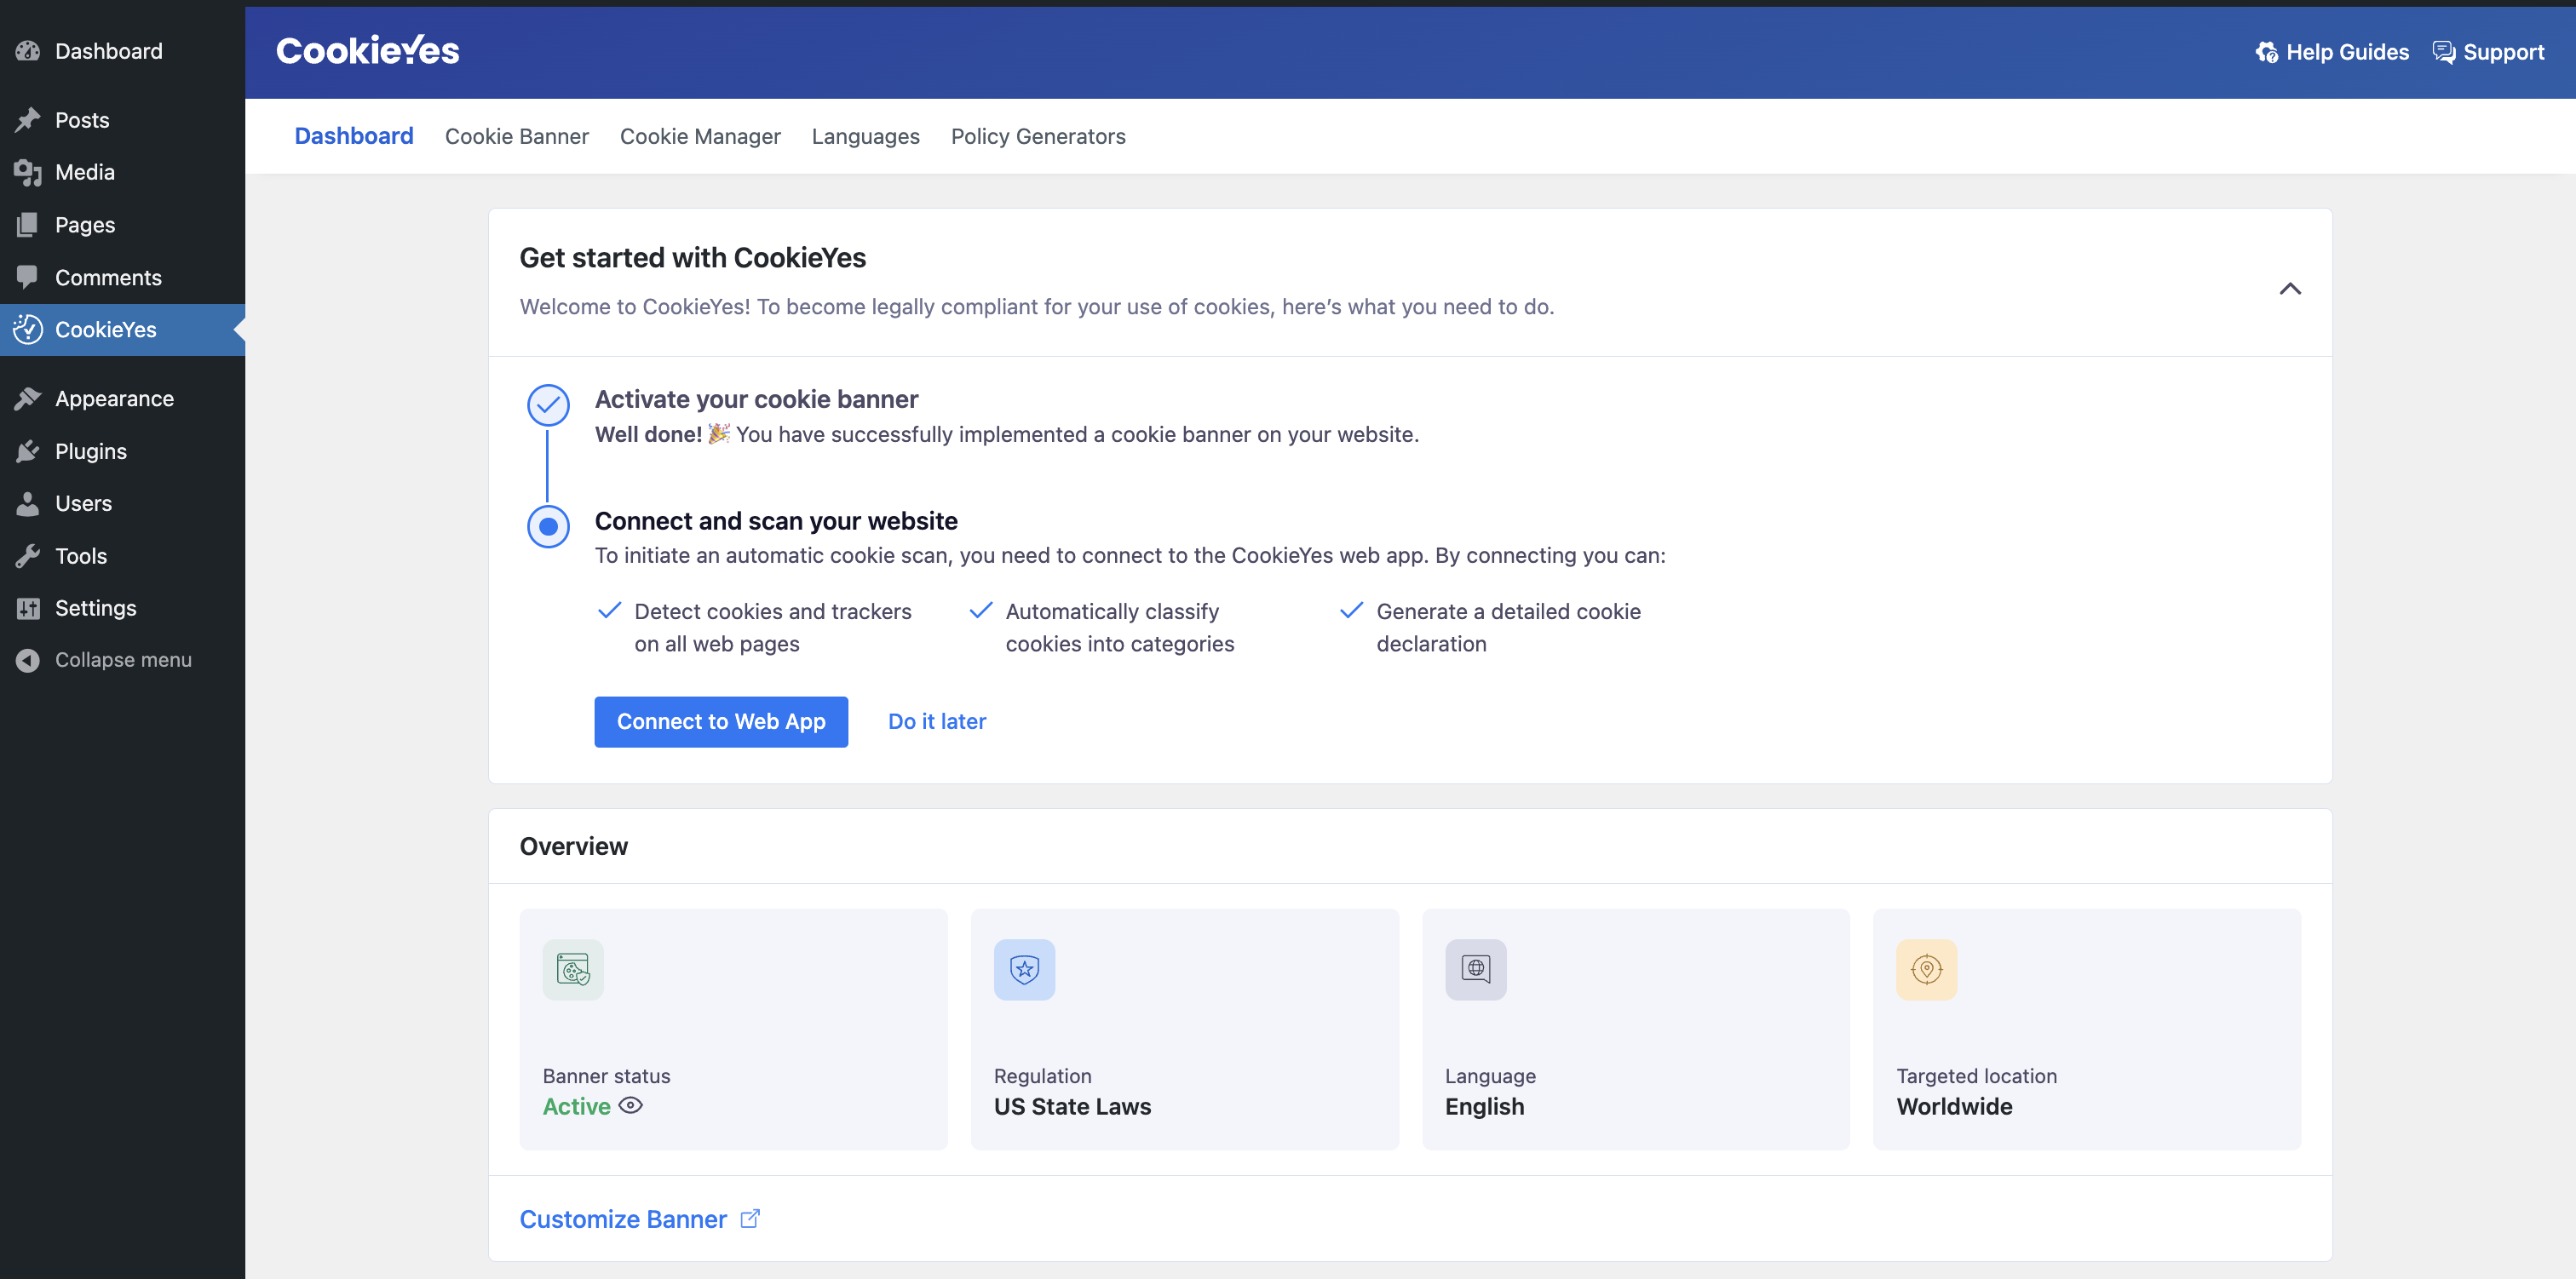 Dashboard
Posts
Media
Pages
Comments
CookieYes
Appearance
Plugins
Users
Tools
Settings
Collapse menu
CookieYes
Help Guides
Support
Dashboard
Cookie Banner
Cookie Manager
Languages
Policy Generators
Get started with CookieYes
Welcome to CookieYes! To become legally compliant for your use of cookies, here’s what you need to do.
Activate your cookie banner
Well done! 🎉 You have successfully implemented a cookie banner on your website.
Connect and scan your website
To initiate an automatic cookie scan, you need to connect to the CookieYes web app. By connecting you can:
Detect cookies and trackers
on all web pages
Automatically classify
cookies into categories
Generate a detailed cookie
declaration
Connect to Web App
Do it later
Overview
Banner status
Active
Regulation
US State Laws
Language
English
Targeted location
Worldwide
Customize Banner